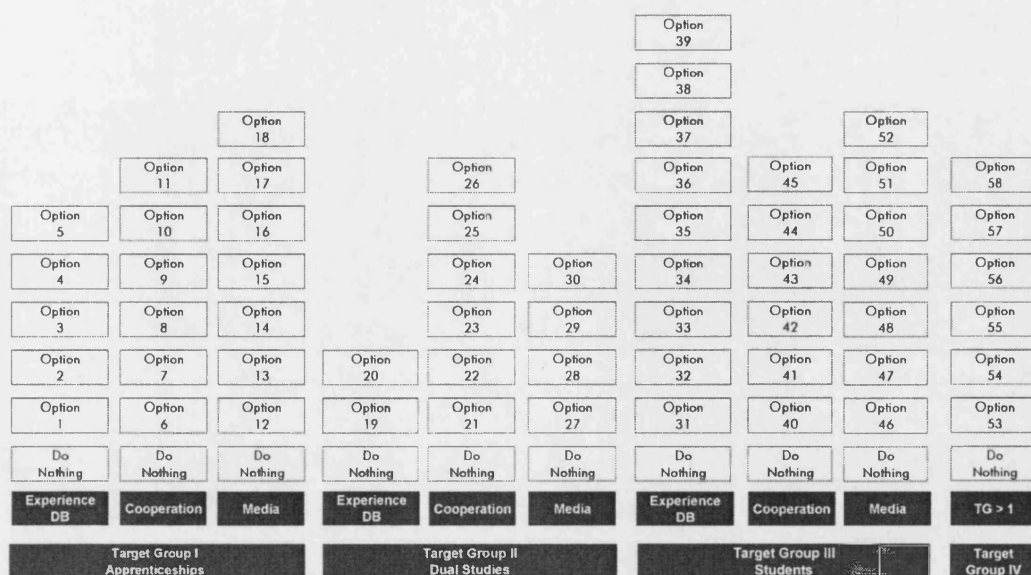 Option
39
Option
38
Option
18
Option
37
Option
52
Option
11
Option
17
Option
26
Option
36
Option
45
Option
51
Option
58
Option
5
Option
10
Option
16
Option
25
Option
35
Option
44
Option
50
Option
57
Option
4
Option
9
Option
15
Option
24
Option
30
Option
34
Option
43
Option
49
Option
56
Option
3
Option
8
Option
14
Option
23
Option
29
Option
33
Option
42
Option
48
Option
55
Option
2
Option
7
Option
13
Option
20
Option
22
Option
28
Option
32
Option
41
Option
47
Option
54
Option
1
Option
6
Option
12
Option
19
Option
21
Option
27
Option
31
Option
40
Option
46
Option
53
Do
Nothing
Do
Nothing
Do
Nothing
Do
Nothing
Do
Nothing
Do
Nothing
Do
Nothing
Do
Nothing
Do
Nothing
Do
Nothing
Experience
DB
Cooperation
Media
Experience
DB
Cooperation
Media
Experience
DB
Cooperation
Media
TG > 1
Target Group I
Apprenticeships
Target Group II
Dual Studies
Target Group III
Students
Target
Group IV